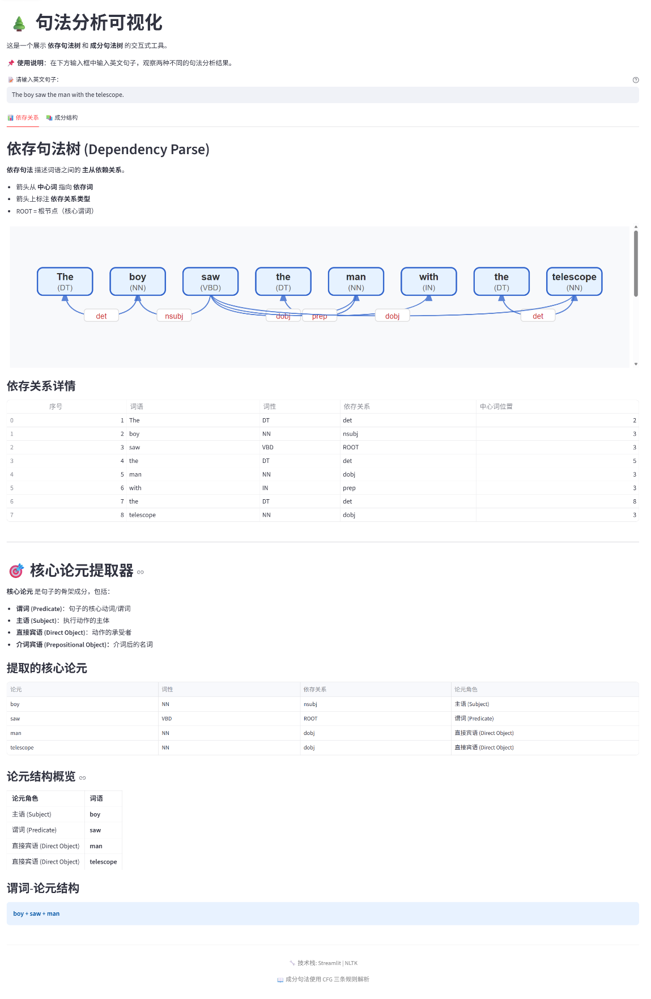 🌲 句法分析可视化
这是一个展示 依存句法树 和 成分句法树 的交互式工具。
📌 使用说明：在下方输入框中输入英文句子，观察两种不同的句法分析结果。
📝 请输入英文句子：
The boy saw the man with the telescope.
📊 依存关系 📚 成分结构
依存句法树 (Dependency Parse)
依存句法 描述词语之间的 主从依赖关系。
• 箭头从 中心词 指向 依存词
• 箭头上标注 依存关系类型
• ROOT = 根节点（核心谓词）
The boy saw the man with the telescope
(DT) (NN) (VBD) (DT) (NN) (IN) (DT) (NN)
det nsubj dobj prep dobj det
依存关系详情
序号 词语 词性 依存关系 中心词位置
0 1 The DT det 2
1 2 boy NN nsubj 3
2 3 saw VBD ROOT 3
3 4 the DT det 5
4 5 man NN dobj 3
5 6 with IN prep 3
6 7 the DT det 8
7 8 telescope NN dobj 3
🎯 核心论元提取器
核心论元 是句子的骨架成分，包括：
• 谓词 (Predicate)：句子的核心动词/谓词
• 主语 (Subject)：执行动作的主体
• 直接宾语 (Direct Object)：动作的承受者
• 介词宾语 (Prepositional Object)：介词后的名词
提取的核心论元
论元 词性 依存关系 论元角色
boy NN nsubj 主语 (Subject)
saw VBD ROOT 谓词 (Predicate)
man NN dobj 直接宾语 (Direct Object)
telescope NN dobj 直接宾语 (Direct Object)
论元结构概览
论元角色 词语
主语 (Subject) boy
谓词 (Predicate) saw
直接宾语 (Direct Object) man
直接宾语 (Direct Object) telescope
谓词-论元结构
boy + saw + man
🔧 技术栈: Streamlit | NLTK
📖 成分句法使用 CFG 三条规则解析